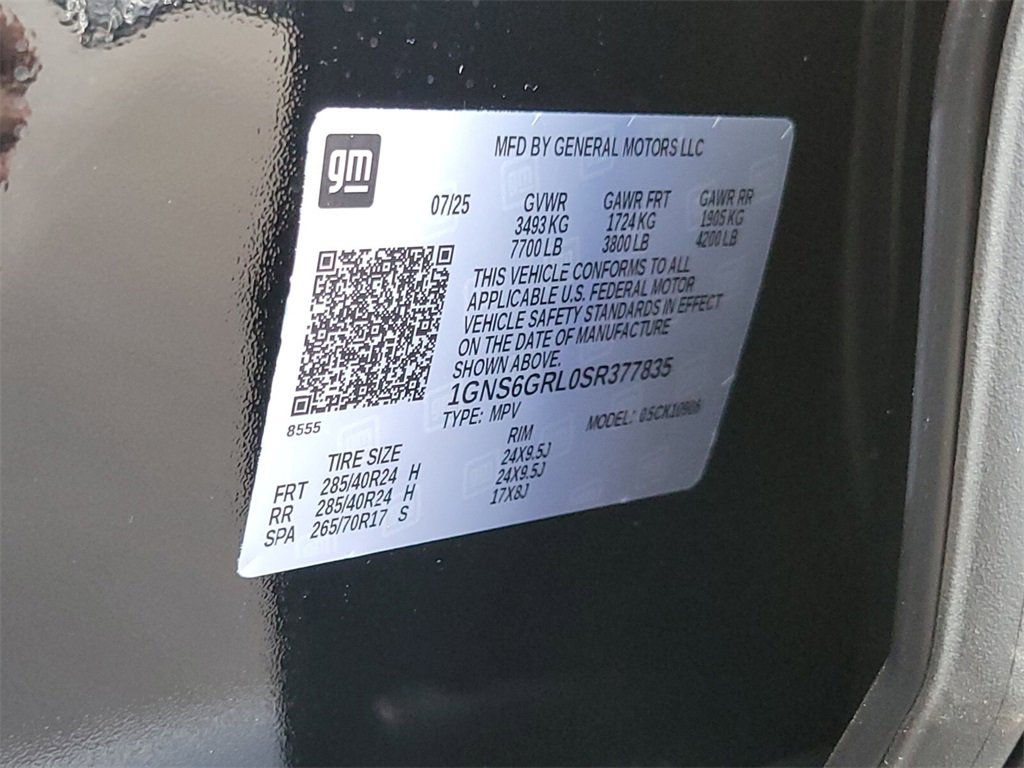 gm
MFD BY GENERAL MOTORS LLC
07/25 GVWR GAWR FRT GAWR RR
3493 KG 1724 KG 1905 KG
7700 LB 3800 LB 4200 LB
THIS VEHICLE CONFORMS TO ALL
APPLICABLE U.S. FEDERAL MOTOR
VEHICLE SAFETY STANDARDS IN EFFECT
ON THE DATE OF MANUFACTURE
SHOWN ABOVE.
1GNS6GRL0SR377835
TYPE: MPV MODEL: 05CK10906
8555
TIRE SIZE RIM
FRT 285/40R24 H 24X9.5J
RR 285/40R24 H 24X9.5J
SPA 265/70R17 S 17X8J